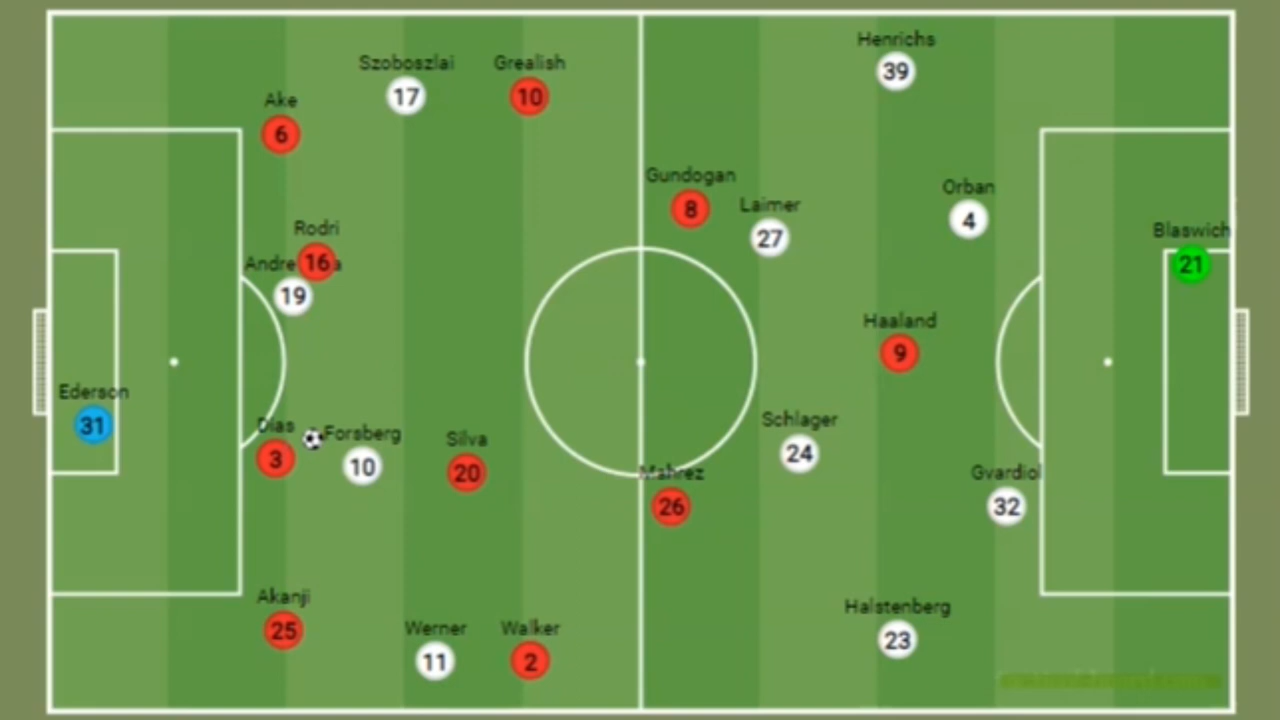 Henrichs
39
Szoboszlai
17
Grealish
10
Ake
6
Gundogan
8
Orban
4
Laimer
27
Rodri
16
Blaswich
21
19
Haaland
9
Ederson
31
Schlager
24
Dias
3
Forsberg
10
Silva
20
Mahrez
26
Gvardiol
32
Akanji
25
Halstenberg
23
Werner
11
Walker
2